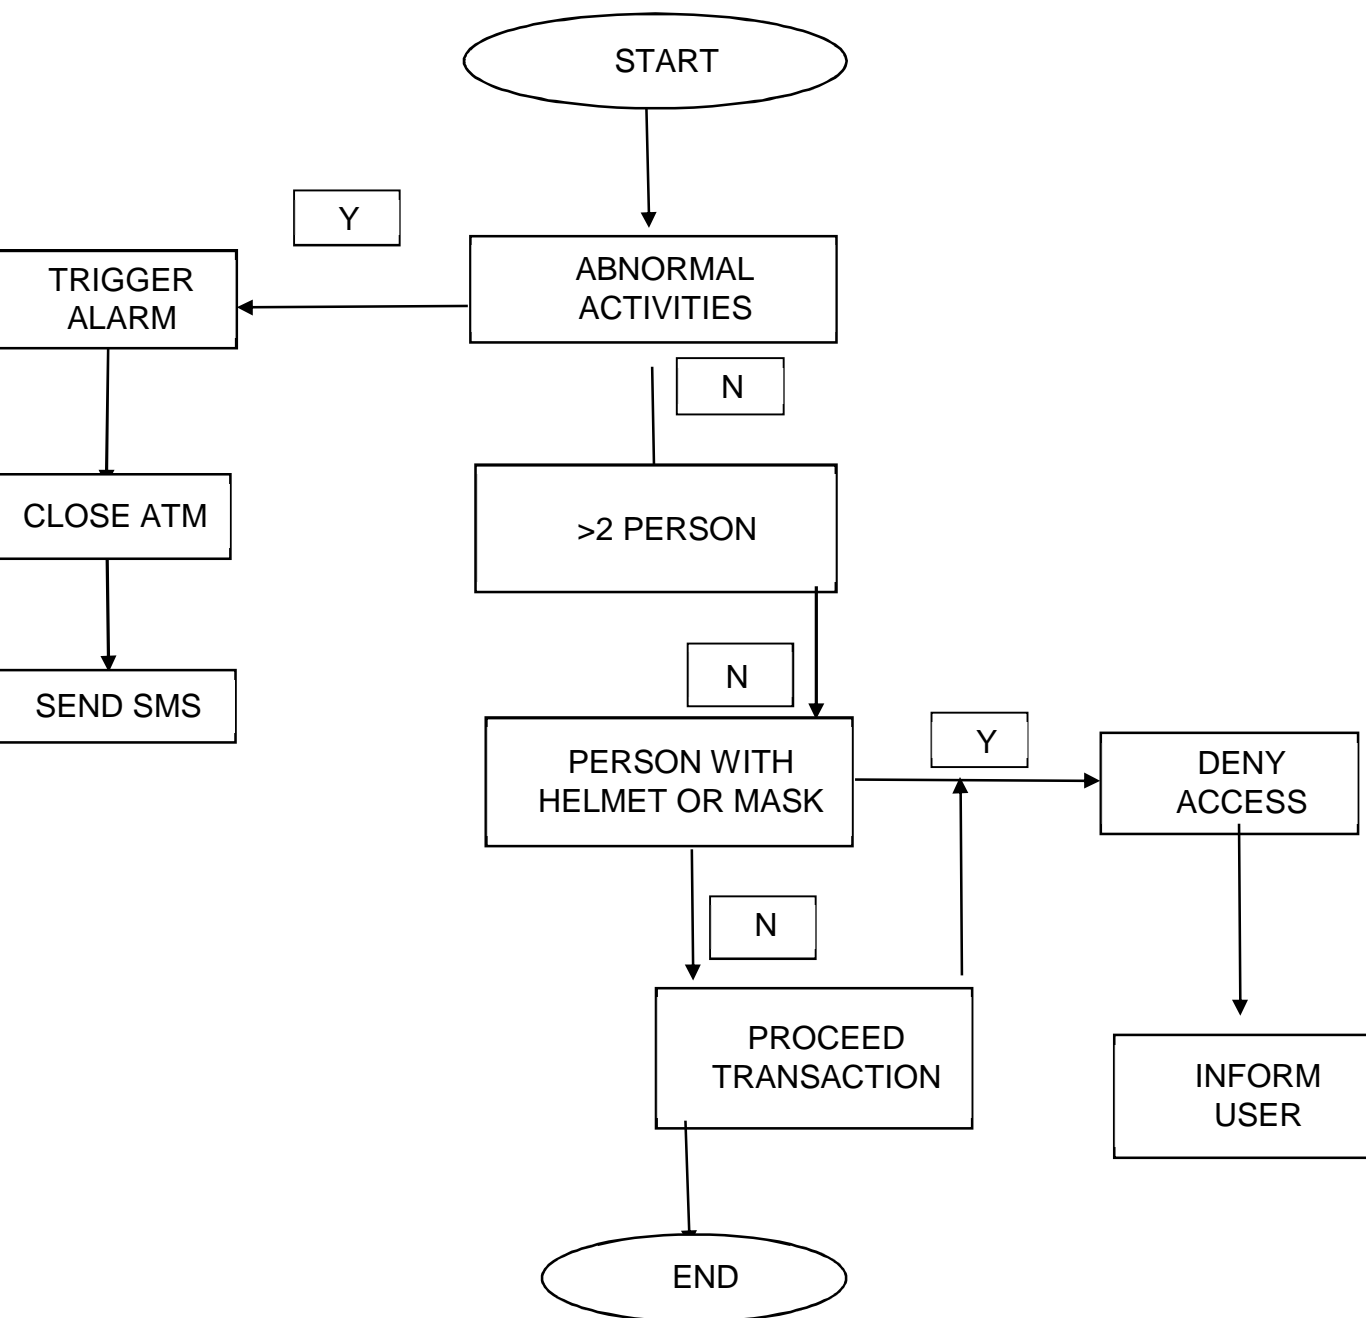 START
Y
TRIGGER
ALARM
ABNORMAL
ACTIVITIES
N
CLOSE ATM
>2 PERSON
N
SEND SMS
PERSON WITH
HELMET OR MASK
Y
DENY
ACCESS
N
PROCEED
TRANSACTION
INFORM
USER
END